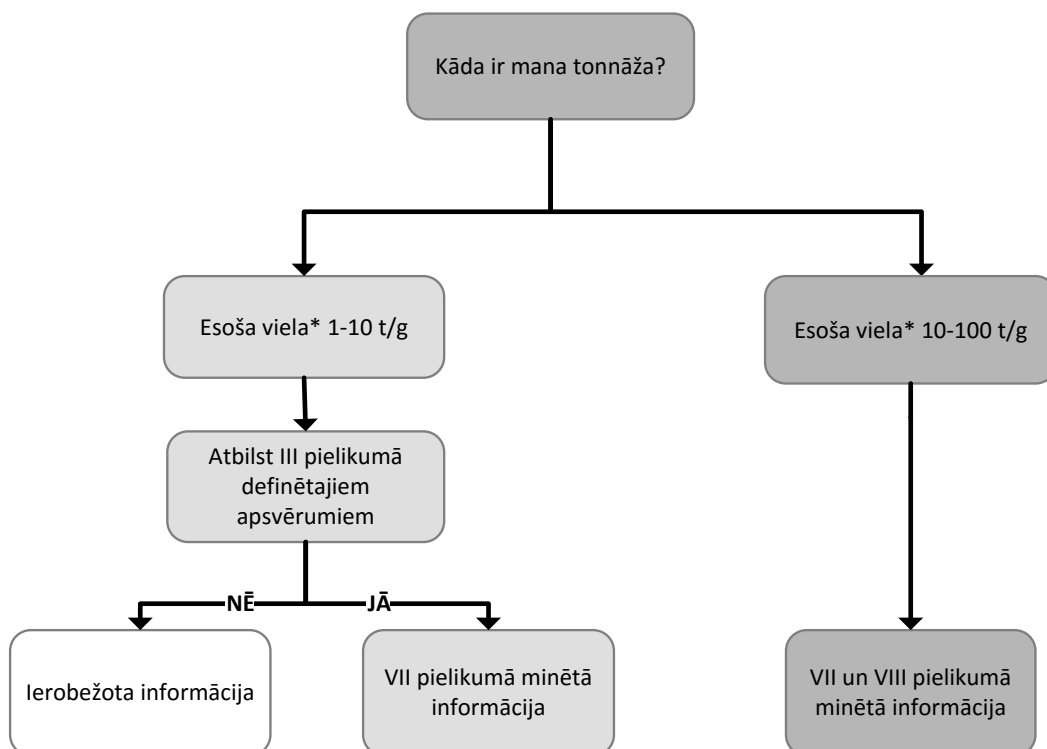 Kāda ir mana tonnāža?
Esoša viela* 1-10 t/g
Esoša viela* 10-100 t/g
Atbilst III pielikumā
definētajiem
apsvērumiem
NĒ
JĀ
Ierobežota informācija
VII pielikumā minētā
informācija
VII un VIII pielikumā
minētā informācija